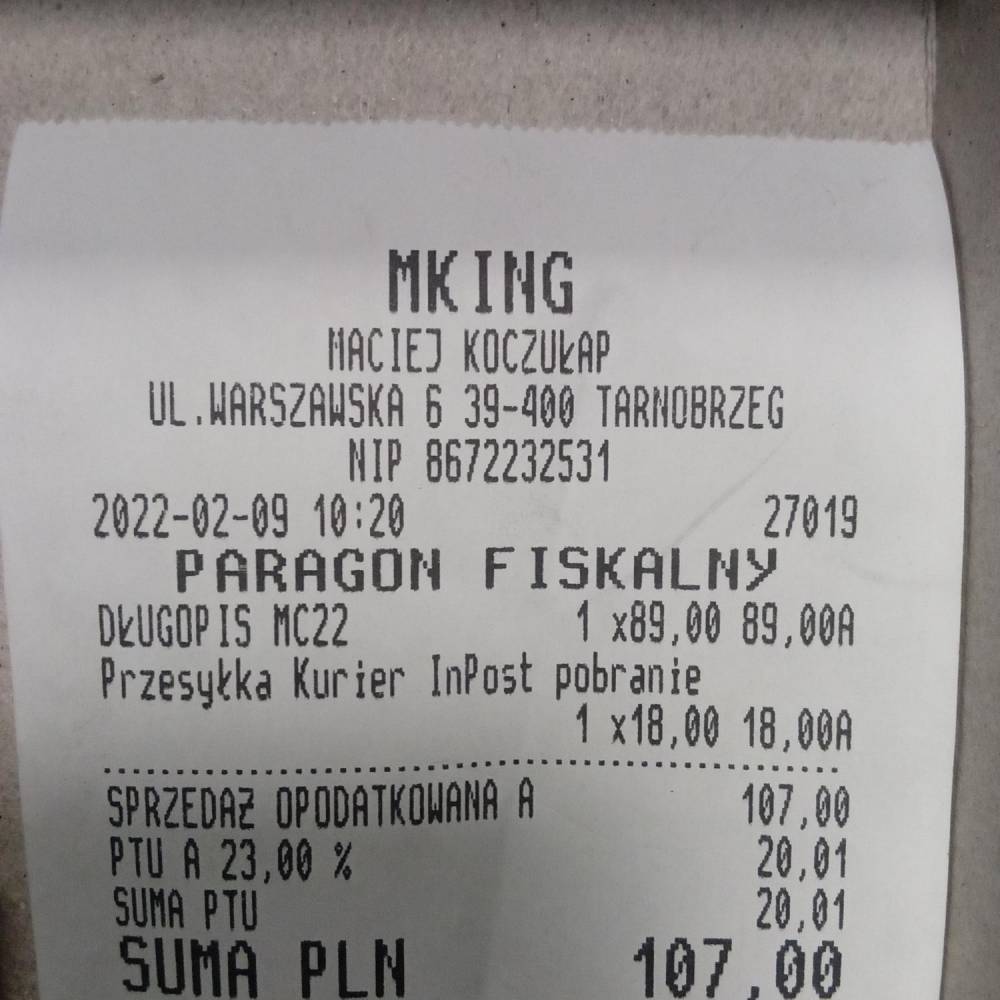 MKING
MACIEJ KOCZUŁAP
UL.WARSZAWSKA 6 39-400 TARNOBRZEG
NIP 8672232531
2022-02-09 10:20 27019
PARAGON FISKALNY
DŁUGOPIS MC22 1 x89,00 89,00A
Przesyłka Kurier InPost pobranie
1 x18,00 18,00A
SPRZEDAŻ OPODATKOWANA A 107,00
PTU A 23,00 % 20,01
SUMA PTU 20,01
SUMA PLN 107,00